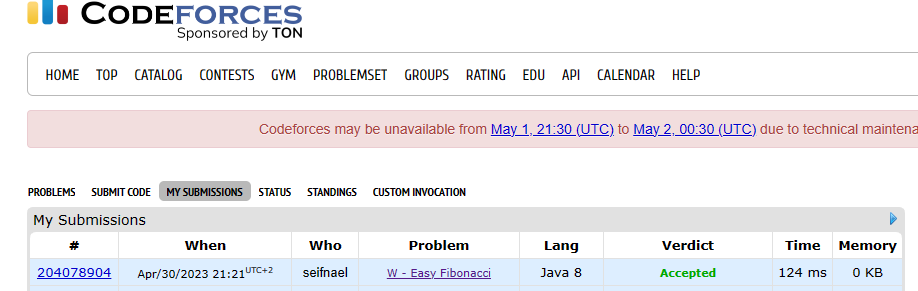 CODEFORCES
Sponsored by TON
HOME TOP CATALOG CONTESTS GYM PROBLEMSET GROUPS RATING EDU API CALENDAR HELP
Codeforces may be unavailable from May 1, 21:30 (UTC) to May 2, 00:30 (UTC) due to technical maintena
PROBLEMS SUBMIT CODE MY SUBMISSIONS STATUS STANDINGS CUSTOM INVOCATION
My Submissions
# When Who Problem Lang Verdict Time Memory
204078904 Apr/30/2023 21:21UTC+2 seifnael W - Easy Fibonacci Java 8 Accepted 124 ms 0 KB